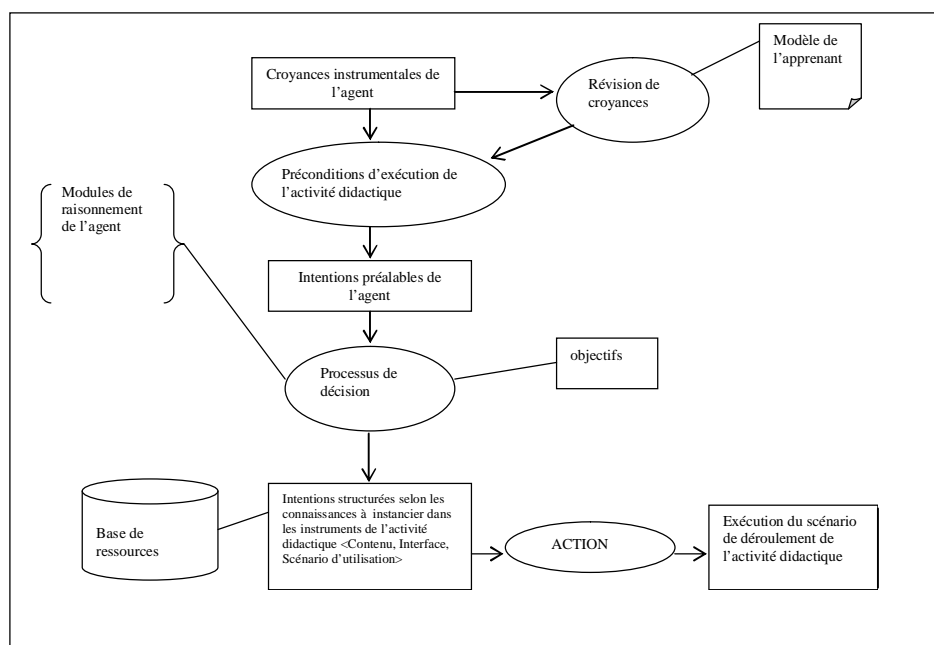 Modèle de
l’apprenant
Croyances instrumentales de
l’agent
Révision de
croyances
Préconditions d’exécution de
l’activité didactique
Modules de
raisonnement
de l’agent
Intentions préalables de
l’agent
objectifs
Processus de
décision
Intentions structurées selon les
connaissances à instancier dans
les instruments de l’activité
didactique <Contenu, Interface,
Scénario d’utilisation>
Base de
ressources
ACTION
Exécution du scénario
de déroulement de
l’activité didactique